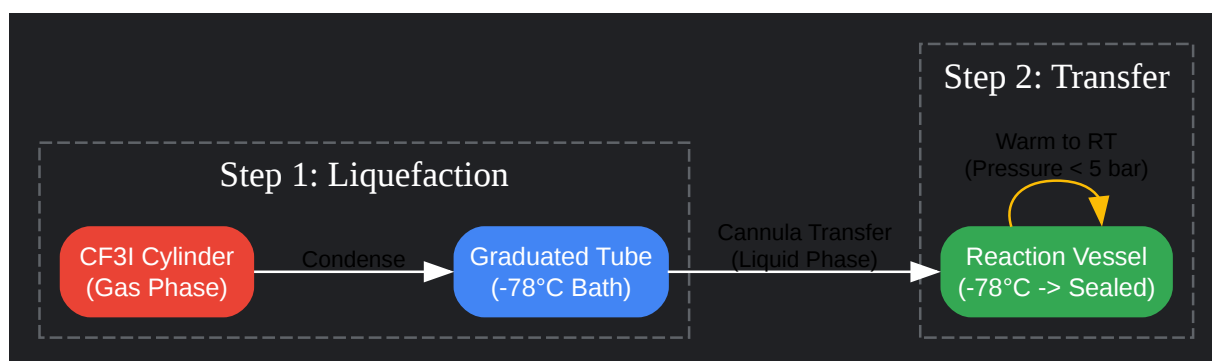 Step 1: Liquefaction
CF3I Cylinder
(Gas Phase)
Condense
Graduated Tube
(-78°C Bath)
Cannula Transfer
(Liquid Phase)
Step 2: Transfer
Warm to RT
(Pressure < 5 bar)
Reaction Vessel
(-78°C -> Sealed)